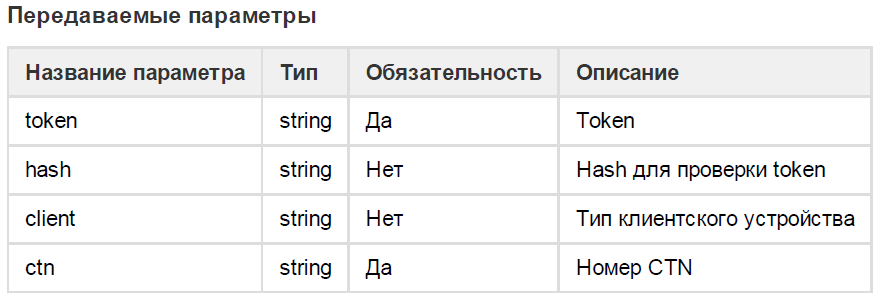 Передаваемые параметры
Название параметра Тип Обязательность Описание
token string Да Token
hash string Нет Hash для проверки token
client string Нет Тип клиентского устройства
ctn string Да Номер CTN